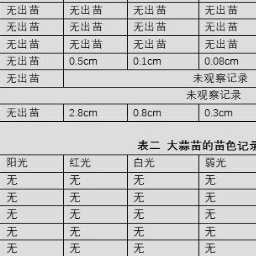 无出苗 无出苗 无出苗 无出苗
无出苗 无出苗 无出苗 无出苗
无出苗 无出苗 无出苗 无出苗
无出苗 0.5cm 0.1cm 0.08cm
无出苗 未观察记录
未观察记录
无出苗 2.8cm 0.8cm 0.3cm
表二 大蒜苗的苗色记录
阳光 红光 白光 弱光
无 无 无 无
无 无 无 无
无 无 无 无
无 无 无 无
无 无 无 无